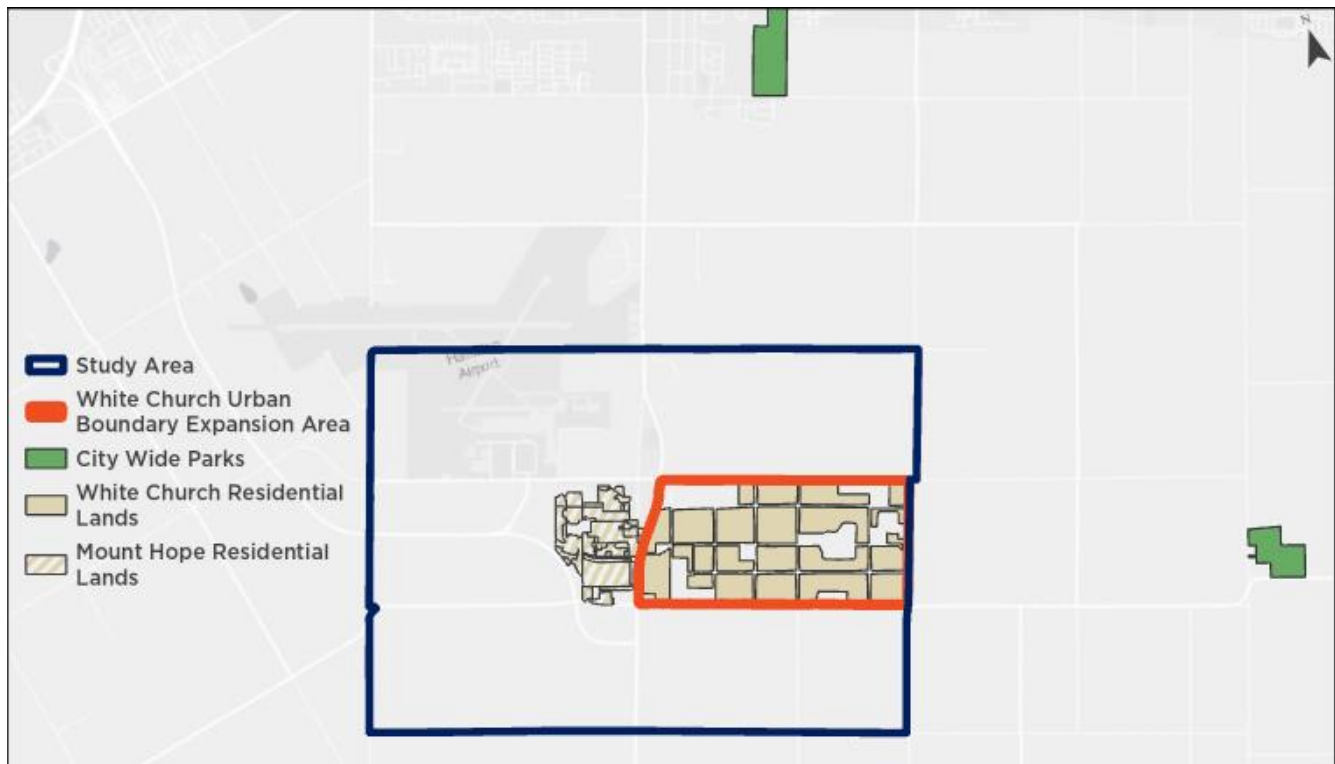 N
Hamilton
Airport
Study Area
White Church Urban
Boundary Expansion Area
City Wide Parks
White Church Residential
Lands
Mount Hope Residential
Lands